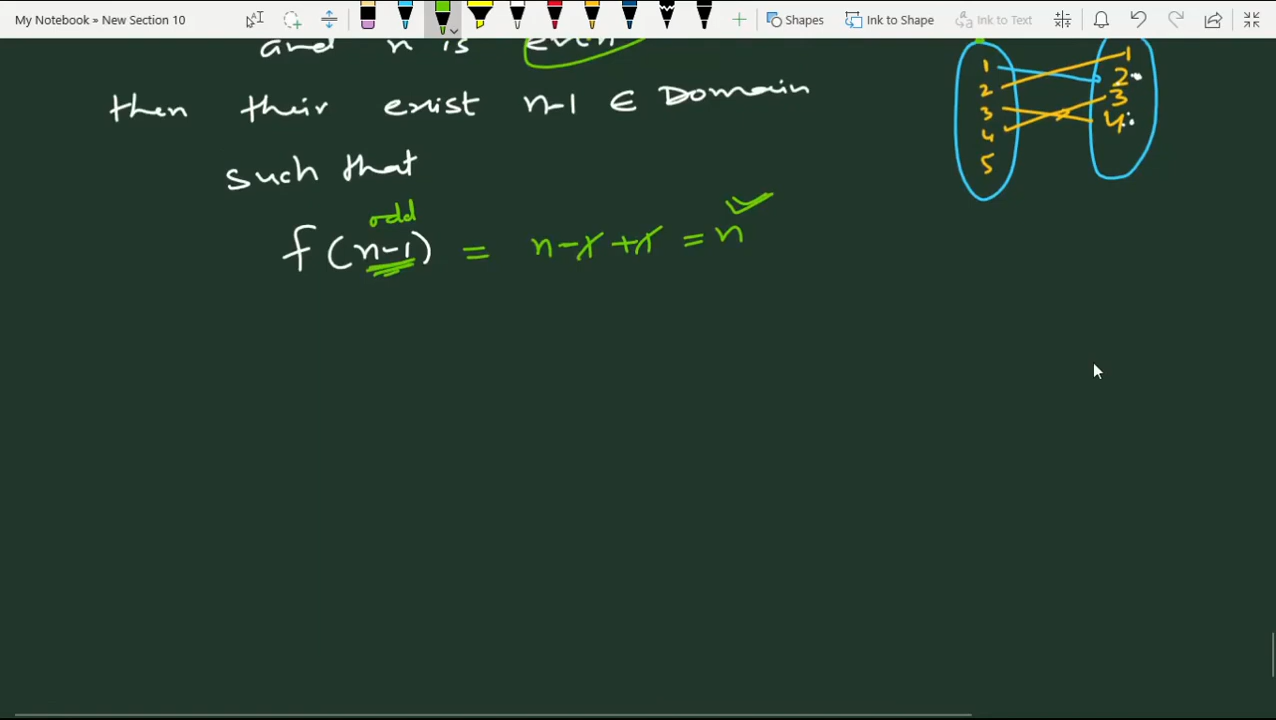 My Notebook » New Section 10
Shapes
Ink to Shape
Ink to Text
and n is even
then their exist n-1 ∈ Domain
such that
odd
f(n-1) = n-1+1 = n
1
2
3
4
5
1
2
3
4